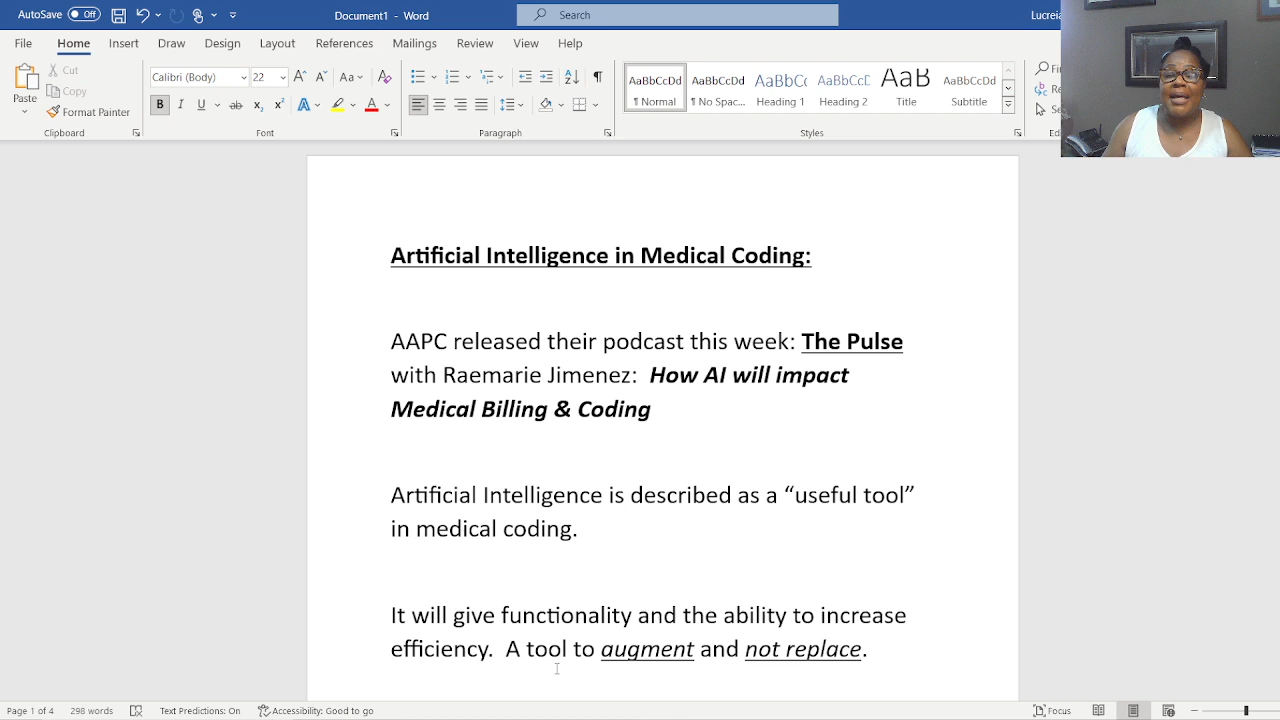 AutoSave Off Document1 - Word Search Lucreia
File Home Insert Draw Design Layout References Mailings Review View Help
Paste Cut Copy Format Painter
Calibri (Body) 22
AaBbCcDd AaBbCcDd AaBbCc AaBbCcD AaB AaBbCcDd
¶ Normal ¶ No Spac... Heading 1 Heading 2 Title Subtitle
Clipboard Font Paragraph Styles
Artificial Intelligence in Medical Coding:
AAPC released their podcast this week: The Pulse
with Raemarie Jimenez: How AI will impact
Medical Billing & Coding
Artificial Intelligence is described as a “useful tool”
in medical coding.
It will give functionality and the ability to increase
efficiency. A tool to augment and not replace.
Page 1 of 4 298 words Text Predictions: On Accessibility: Good to go Focus